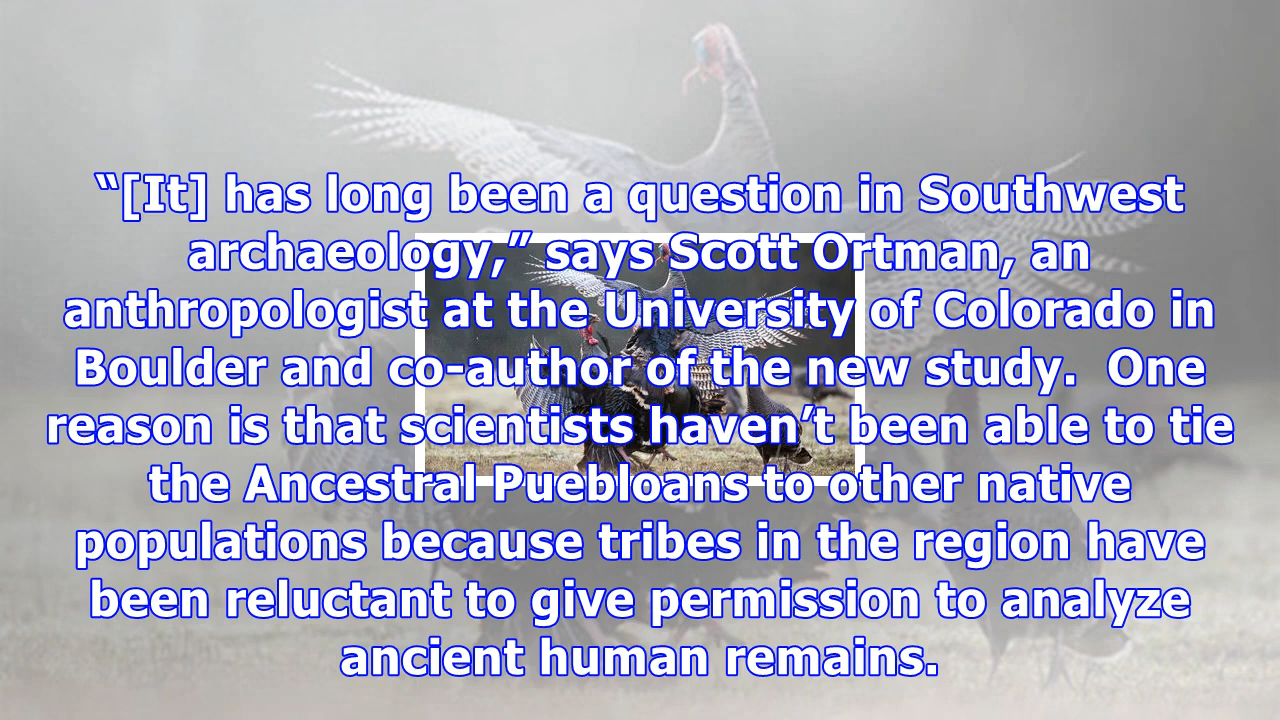 “[It] has long been a question in Southwest
archaeology,” says Scott Ortman, an
anthropologist at the University of Colorado in
Boulder and co-author of the new study.  One
reason is that scientists haven’t been able to tie
the Ancestral Puebloans to other native
populations because tribes in the region have
been reluctant to give permission to analyze
ancient human remains.